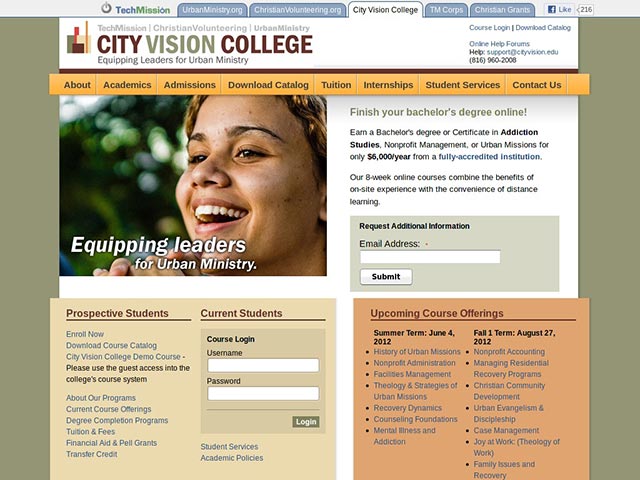 TechMission
UrbanMinistry.org
ChristianVolunteering.org
City Vision College
TM Corps
Christian Grants
Like
216
TechMission | ChristianVolunteering | UrbanMinistry
CITY VISION COLLEGE
Equipping Leaders for Urban Ministry
Course Login | Download Catalog
Online Help Forums
Help: support@cityvision.edu
(816) 960-2008
About
Academics
Admissions
Download Catalog
Tuition
Internships
Student Services
Contact Us
Equipping leaders
for Urban Ministry.
Finish your bachelor's degree online!
Earn a Bachelor's degree or Certificate in Addiction
Studies, Nonprofit Management, or Urban Missions for
only $6,000/year from a fully-accredited institution.
Our 8-week online courses combine the benefits of
on-site experience with the convenience of distance
learning.
Request Additional Information
Email Address: *
Submit
Prospective Students
Enroll Now
Download Course Catalog
City Vision College Demo Course -
Please use the guest access into the
college's course system
About Our Programs
Current Course Offerings
Degree Completion Programs
Tuition & Fees
Financial Aid & Pell Grants
Transfer Credit
Current Students
Course Login
Username
Password
Login
Student Services
Academic Policies
Upcoming Course Offerings
Summer Term: June 4,
2012
History of Urban Missions
Nonprofit Administration
Facilities Management
Theology & Strategies of
Urban Missions
Recovery Dynamics
Counseling Foundations
Mental Illness and
Addiction
Fall 1 Term: August 27,
2012
Nonprofit Accounting
Managing Residential
Recovery Programs
Christian Community
Development
Urban Evangelism &
Discipleship
Case Management
Joy at Work: (Theology of
Work)
Family Issues and
Recovery